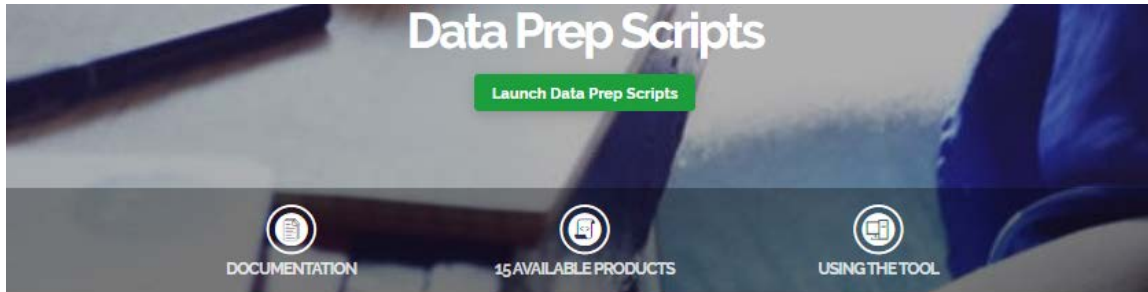 Data Prep Scripts
Launch Data Prep Scripts
DOCUMENTATION
15 AVAILABLE PRODUCTS
USING THE TOOL